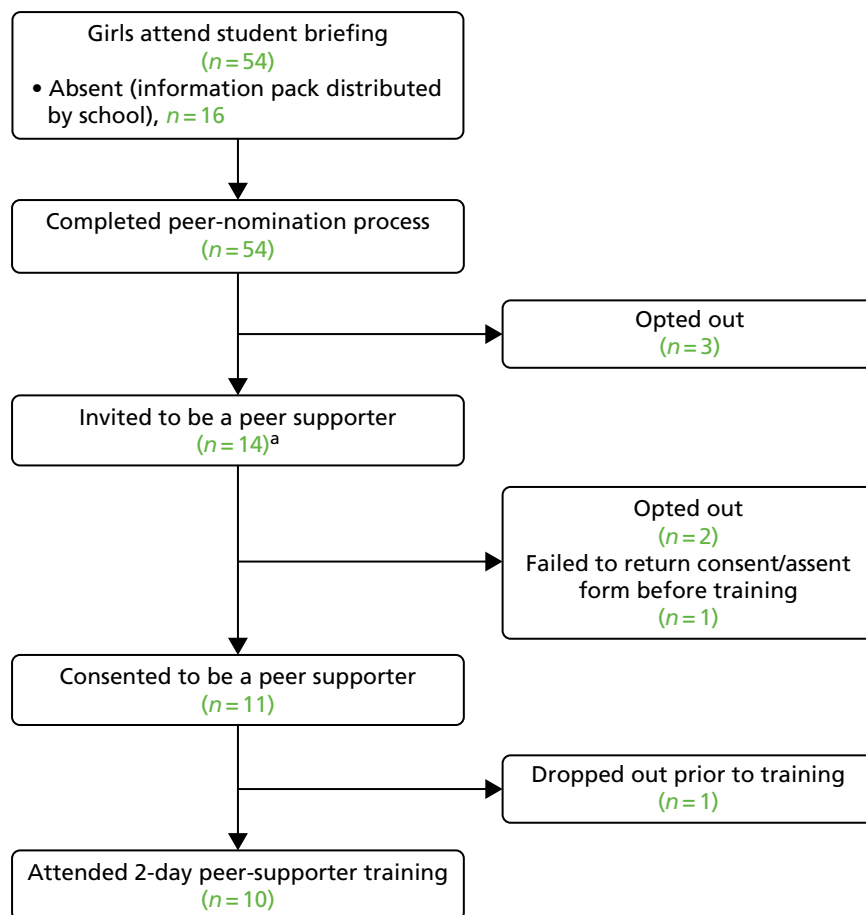 Girls attend student briefing
(n=54)
• Absent (information pack distributed
by school), n=16
Completed peer-nomination process
(n=54)
Opted out
(n=3)
Invited to be a peer supporter
(n=14)a
Opted out
(n=2)
Failed to return consent/assent
form before training
(n=1)
Consented to be a peer supporter
(n=11)
Dropped out prior to training
(n=1)
Attended 2-day peer-supporter training
(n=10)